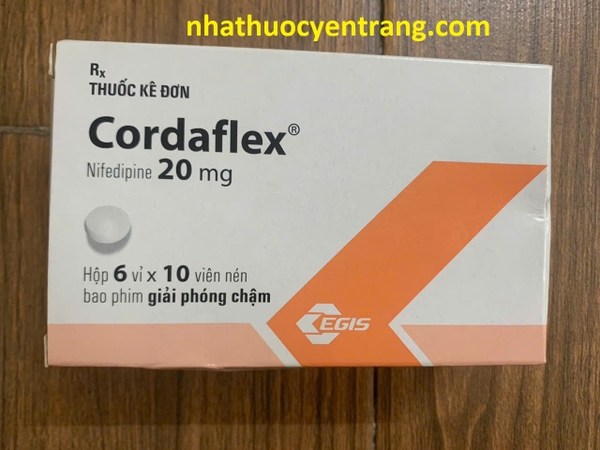 nhathuocyentrang.com
Rx
THUỐC KÊ ĐƠN
Cordaflex®
Nifedipine 20 mg
Hộp 6 vỉ x 10 viên nén
bao phim giải phóng chậm
EGIS